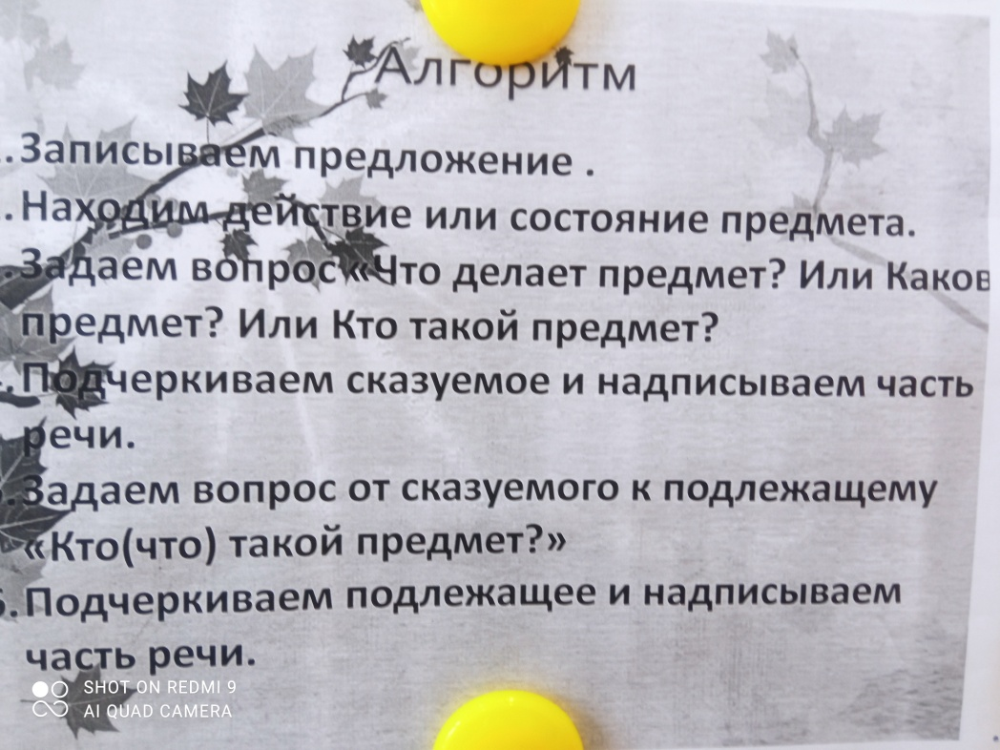 Алгоритм
.Записываем предложение .
.Находим действие или состояние предмета.
.Задаем вопрос«Что делает предмет? Или Каков
предмет? Или Кто такой предмет?
.Подчеркиваем сказуемое и надписываем часть
речи.
.Задаем вопрос от сказуемого к подлежащему
«Кто(что) такой предмет?»
6.Подчеркиваем подлежащее и надписываем
часть речи.
SHOT ON REDMI 9
AI QUAD CAMERA